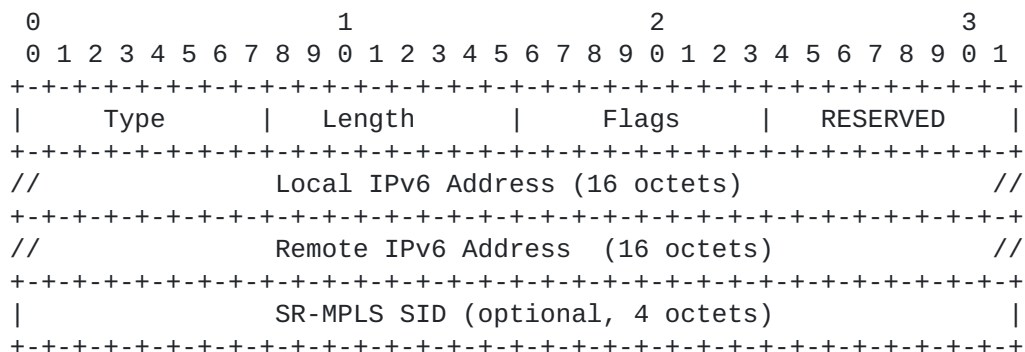 0                   1                   2                   3
 0 1 2 3 4 5 6 7 8 9 0 1 2 3 4 5 6 7 8 9 0 1 2 3 4 5 6 7 8 9 0 1
+-+-+-+-+-+-+-+-+-+-+-+-+-+-+-+-+-+-+-+-+-+-+-+-+-+-+-+-+-+-+-+-+
|     Type      |   Length      |     Flags     |   RESERVED    |
+-+-+-+-+-+-+-+-+-+-+-+-+-+-+-+-+-+-+-+-+-+-+-+-+-+-+-+-+-+-+-+-+
//               Local IPv6 Address (16 octets)                //
+-+-+-+-+-+-+-+-+-+-+-+-+-+-+-+-+-+-+-+-+-+-+-+-+-+-+-+-+-+-+-+-+
//               Remote IPv6 Address  (16 octets)              //
+-+-+-+-+-+-+-+-+-+-+-+-+-+-+-+-+-+-+-+-+-+-+-+-+-+-+-+-+-+-+-+-+
|                SR-MPLS SID (optional, 4 octets)               |
+-+-+-+-+-+-+-+-+-+-+-+-+-+-+-+-+-+-+-+-+-+-+-+-+-+-+-+-+-+-+-+-+